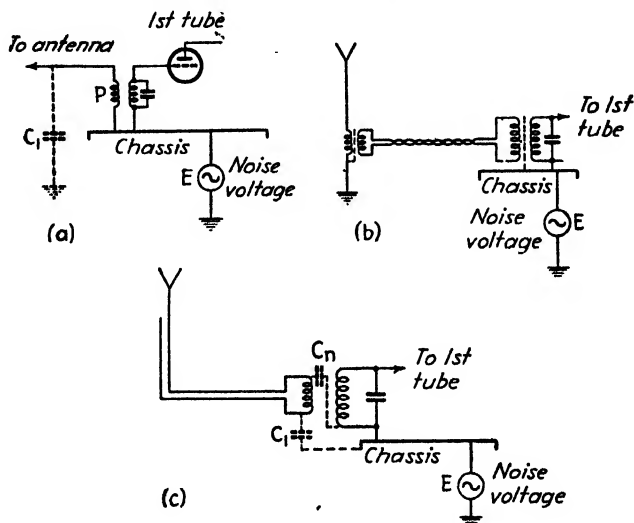 1st tube
To antenna
P
C1
Chassis
E
Noise
voltage
(a)
To 1st
tube
Chassis
Noise
voltage
E
(b)
Cn
To 1st
tube
C1
Chassis
E
Noise
voltage
(c)